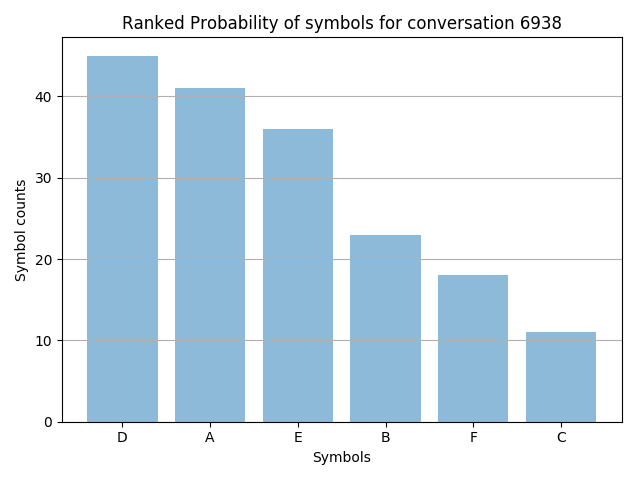 Ranked Probability of symbols for conversation 6938
Symbol counts
40
30
20
10
0
D A E B F C
Symbols